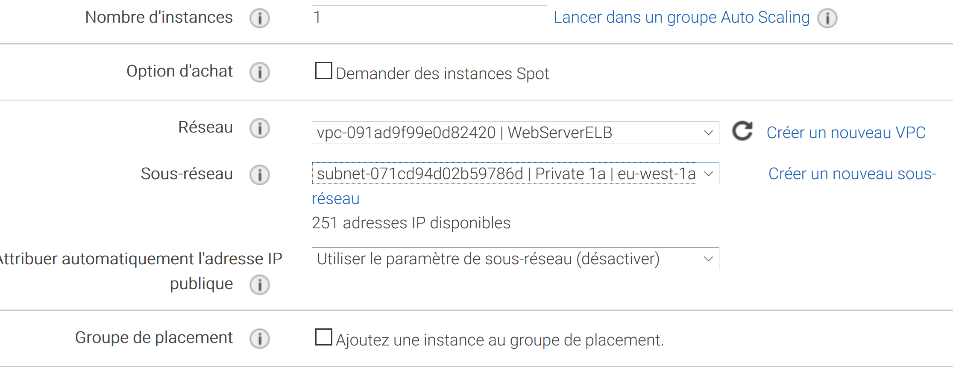 Nombre d'instances 1 Lancer dans un groupe Auto Scaling
Option d'achat Demander des instances Spot
Réseau vpc-091ad9f99e0d82420 | WebServerELB Créer un nouveau VPC
Sous-réseau subnet-071cd94d02b59786d | Private 1a | eu-west-1a Créer un nouveau sous-
réseau
251 adresses IP disponibles
Attribuer automatiquement l'adresse IP Utiliser le paramètre de sous-réseau (désactiver)
publique
Groupe de placement Ajoutez une instance au groupe de placement.